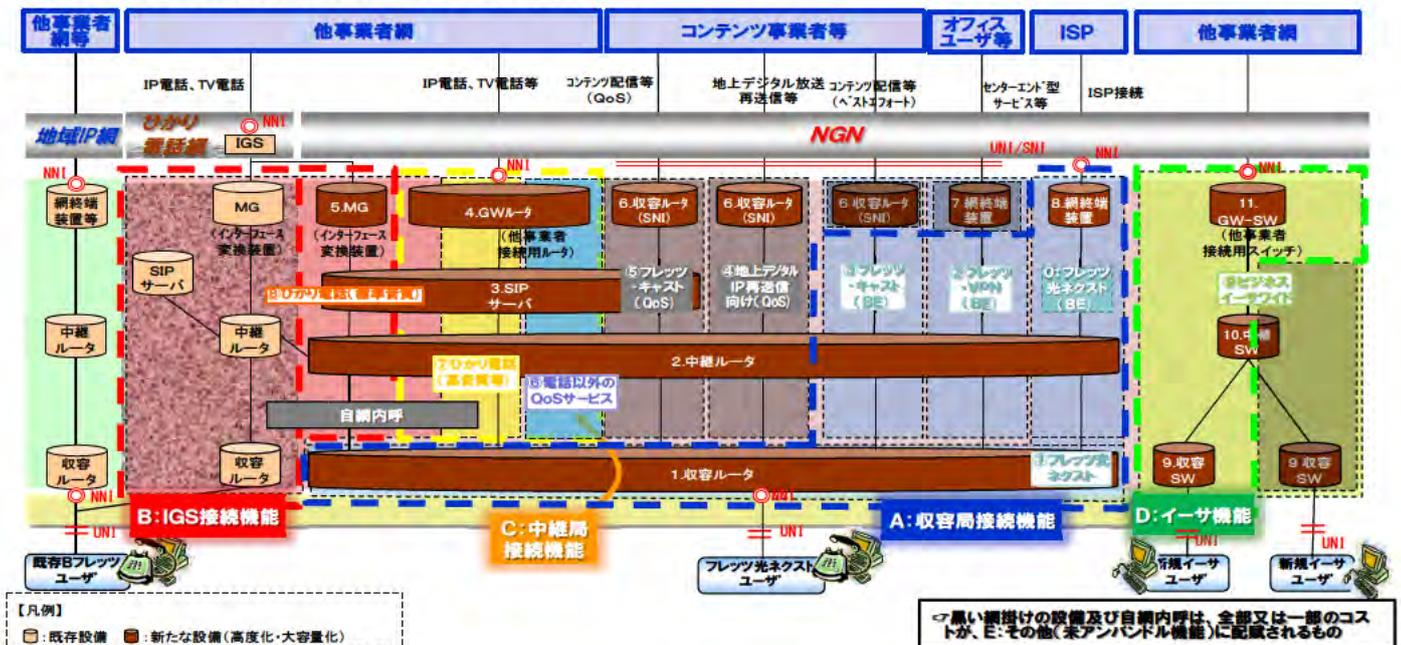 他事業者
網等
他事業者網
コンテンツ事業者等
オフィス
ユーザ等
ISP
他事業者網
IP電話、TV電話
IP電話、TV電話等
コンテンツ配信等
(QoS)
地上デジタル放送
再送信等
コンテンツ配信等
(ベストエフォート)
センターエンド型
サービス等
ISP接続
地域IP網
ひかり
電話網
NNI
IGS
NGN
UNI/SNI
NNI
NNI
NNI
NNI
網終端
装置等
MG
(インターフェース
変換装置)
5.MG
(インターフェース
変換装置)
4.GWルータ
(他事業者
接続用ルータ)
6.収容ルータ
(SNI)
6.収容ルータ
(SNI)
6.収容ルータ
(SNI)
7.網終端
装置
8.網終端
装置
11.
GW-SW
(他事業者
接続用スイッチ)
SIP
サーバ
⑧ひかり電話(標準音質)
3.SIP
サーバ
⑤フレッツ
・キャスト
(QoS)
④地上デジタル
IP再送信
向け(QoS)
③フレッツ
・キャスト
(BE)
②フレッツ
・VPN
(BE)
フレッツ
光ネクスト
(BE)
⑨ビジネス
イーサワイド
中継
ルータ
中継
ルータ
2.中継ルータ
10.中継
SW
⑦ひかり電話
(高音質等)
⑥電話以外の
QoSサービス
自網内呼
収容
ルータ
収容
ルータ
1.収容ルータ
①フレッツ光
ネクスト
9.収容
SW
9.収容
SW
NNI
NNI
B:IGS接続機能
C:中継局
接続機能
A:収容局接続機能
D:イーサ機能
UNI
UNI
UNI
UNI
既存Bフレッツ
ユーザ
フレッツ光ネクスト
ユーザ
新規イーサ
ユーザ
新規イーサ
ユーザ
【凡例】
:既存設備 :新たな設備(高度化・大容量化)
☞黒い網掛けの設備及び自網内呼は、全部又は一部のコス
トが、E:その他(未アンバンドル機能)に配賦されるもの